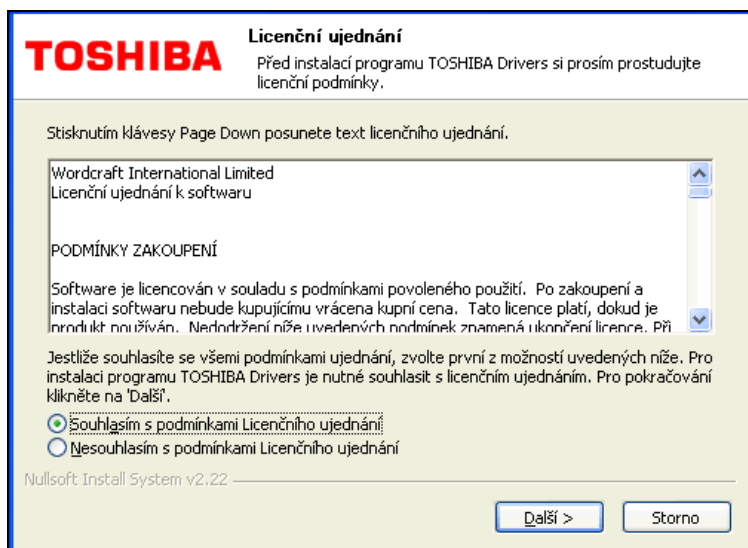 TOSHIBA
Licenční ujednání
Před instalací programu TOSHIBA Drivers si prosím prostudujte
licenční podmínky.
Stisknutím klávesy Page Down posunete text licenčního ujednání.
Wordcraft International Limited
Licenční ujednání k softwaru
PODMÍNKY ZAKOUPENÍ
Software je licencován v souladu s podmínkami povoleného použití. Po zakoupení a
instalaci softwaru nebude kupujícímu vrácena kupní cena. Tato licence platí, dokud je
produkt používán. Nedodržení níže uvedených podmínek znamená ukončení licence. Při
Jestliže souhlasíte se všemi podmínkami ujednání, zvolte první z možností uvedených níže. Pro
instalaci programu TOSHIBA Drivers je nutné souhlasit s licenčním ujednáním. Pro pokračování
klikněte na 'Další'.
Souhlasím s podmínkami Licenčního ujednání
Nesouhlasím s podmínkami Licenčního ujednání
Nullsoft Install System v2.22
Další >
Storno